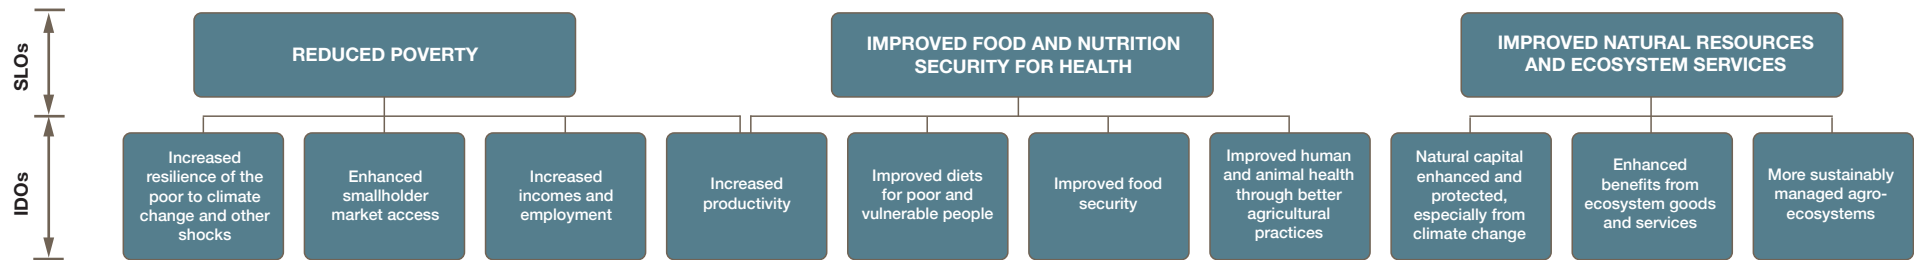 SLOs
REDUCED POVERTY
IMPROVED FOOD AND NUTRITION
SECURITY FOR HEALTH
IMPROVED NATURAL RESOURCES
AND ECOSYSTEM SERVICES
IDOs
Increased
resilience of the
poor to climate
change and other
shocks
Enhanced
smallholder
market access
Increased
incomes and
employment
Increased
productivity
Improved diets
for poor and
vulnerable people
Improved food
security
Improved human
and animal health
through better
agricultural
practices
Natural capital
enhanced and
protected,
especially from
climate change
Enhanced
benefits from
ecosystem goods
and services
More sustainably
managed agro-
ecosystems